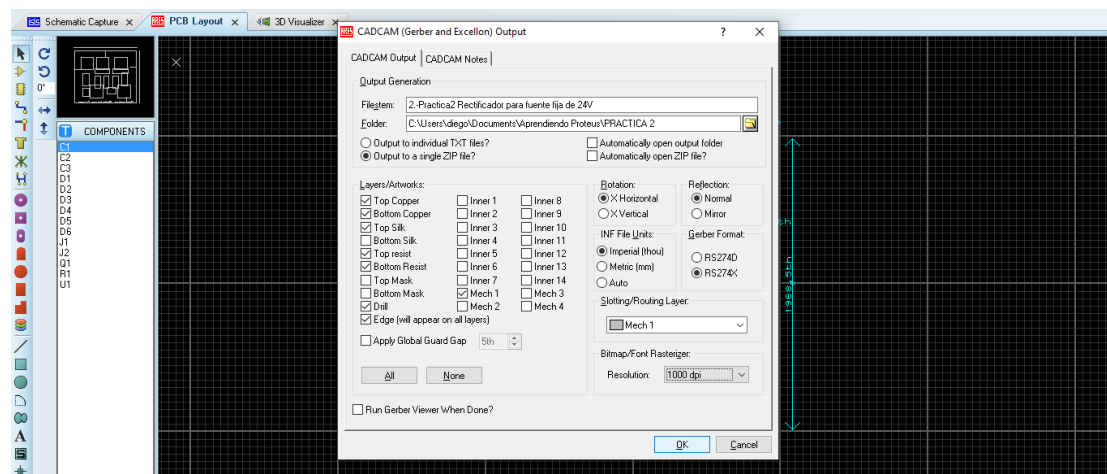 Schematic Capture
PCB Layout
3D Visualizer
CADCAM (Gerber and Excellon) Output
CADCAM Output
CADCAM Notes
Output Generation
Filestem: 2.-Practica2 Rectificador para fuente fija de 24V
Folder: C:\Users\diego\Documents\Aprendiendo Proteus\PRACTICA 2
Output to individual TXT files?
Output to a single ZIP file?
Automatically open output folder
Automatically open ZIP file?
Layers/Artworks:
Top Copper
Bottom Copper
Top Silk
Bottom Silk
Top resist
Bottom Resist
Top Mask
Bottom Mask
Drill
Edge (will appear on all layers)
Inner 1
Inner 2
Inner 3
Inner 4
Inner 5
Inner 6
Inner 7
Mech 1
Mech 2
Inner 8
Inner 9
Inner 10
Inner 11
Inner 12
Inner 13
Inner 14
Mech 3
Mech 4
Apply Global Guard Gap 5th
All
None
Run Gerber Viewer When Done?
Rotation:
X Horizontal
X Vertical
Reflection:
Normal
Mirror
INF File Units:
Imperial (thou)
Metric (mm)
Auto
Gerber Format:
RS274D
RS274X
Slotting/Routing Layer:
Mech 1
Bitmap/Font Rasterizer:
Resolution: 1000 dpi
OK
Cancel
0°
T COMPONENTS
C1
C2
C3
D1
D2
D3
D4
D5
D6
J1
J2
Q1
R1
U1
A
S
1968.5th